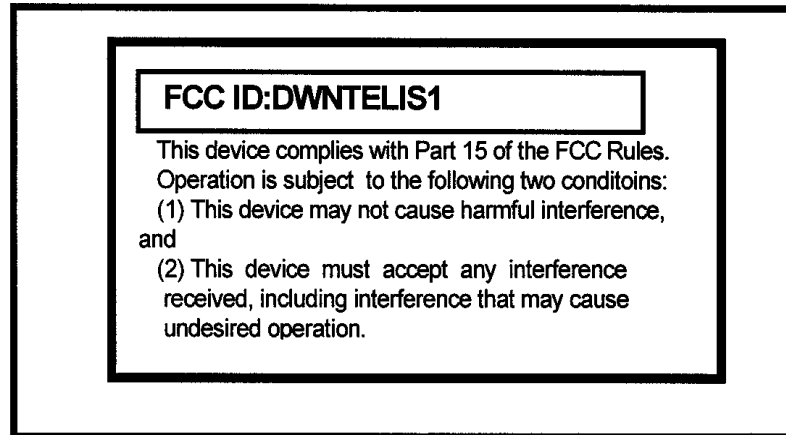 FCC ID:DWNTELIS1
This device complies with Part 15 of the FCC Rules.
Operation is subject to the following two conditoins:
(1) This device may not cause harmful interference,
and
(2) This device must accept any interference
received, including interference that may cause
undesired operation.